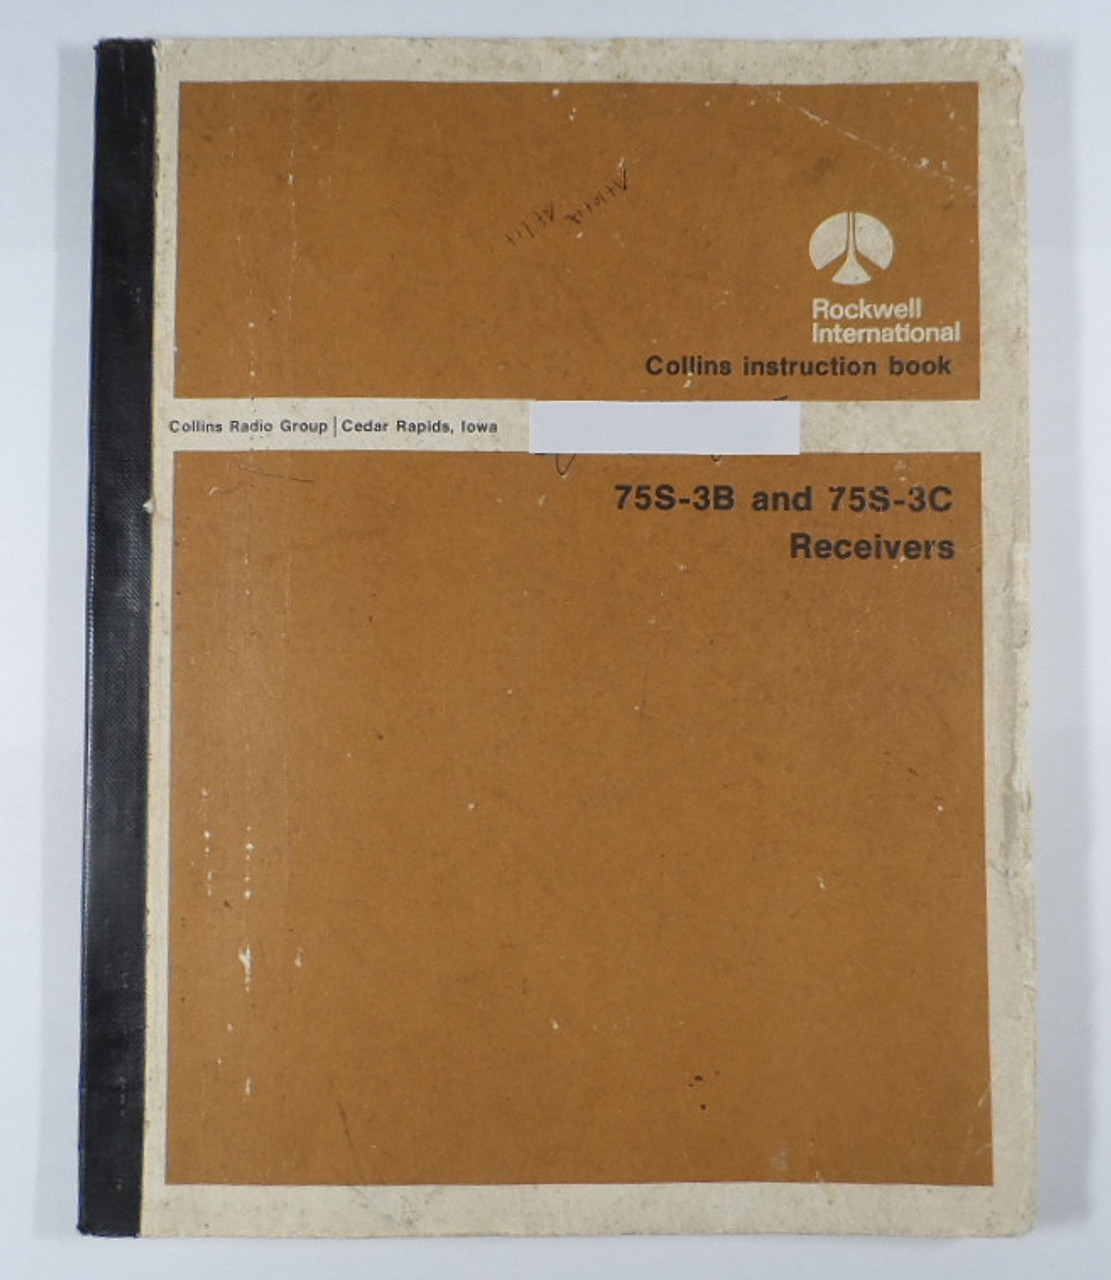 Rockwell
International
Collins instruction book
Collins Radio Group | Cedar Rapids, Iowa
75S-3B and 75S-3C
Receivers